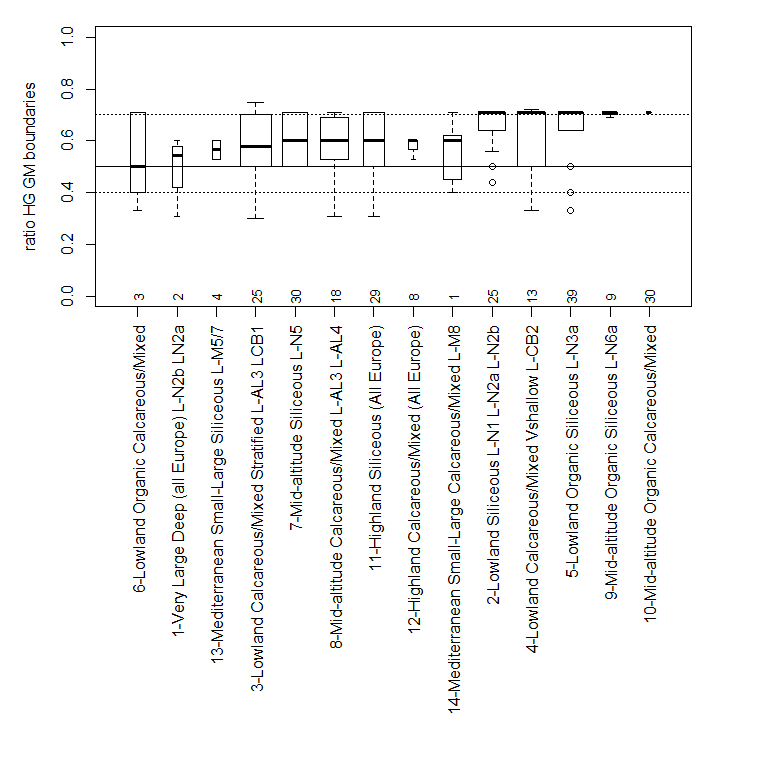 ratio HG GM boundaries
1.0
0.8
0.6
0.4
0.2
0.0
3
2
4
25
30
18
29
8
1
25
13
39
9
30
6-Lowland Organic Calcareous/Mixed
1-Very Large Deep (all Europe) L-N2b LN2a
13-Mediterranean Small-Large Siliceous L-M5/7
3-Lowland Calcareous/Mixed Stratified L-AL3 LCB1
7-Mid-altitude Siliceous L-N5
8-Mid-altitude Calcareous/Mixed L-AL3 L-AL4
11-Highland Siliceous (All Europe)
12-Highland Calcareous/Mixed (All Europe)
14-Mediterranean Small-Large Calcareous/Mixed L-M8
2-Lowland Siliceous L-N1 L-N2a L-N2b
4-Lowland Calcareous/Mixed Vshallow L-CB2
5-Lowland Organic Siliceous L-N3a
9-Mid-altitude Organic Siliceous L-N6a
10-Mid-altitude Organic Calcareous/Mixed